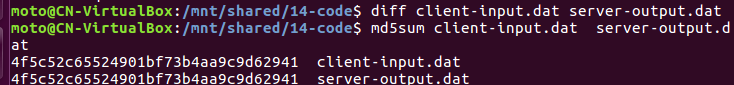 moto@CN-VirtualBox:/mnt/shared/14-code$ diff client-input.dat server-output.dat
moto@CN-VirtualBox:/mnt/shared/14-code$ md5sum client-input.dat  server-output.d
at
4f5c52c65524901bf73b4aa9c9d62941  client-input.dat
4f5c52c65524901bf73b4aa9c9d62941  server-output.dat